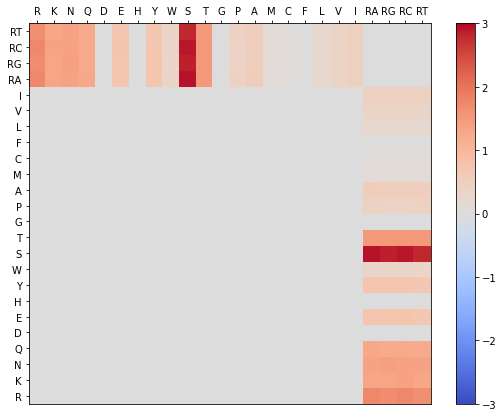 R K N Q D E H Y W S T G P A M C F L V I RA RG RC RT
RT
RC
RG
RA
I
V
L
F
C
M
A
P
G
T
S
W
Y
H
E
D
Q
N
K
R
3
2
1
0
−1
−2
−3